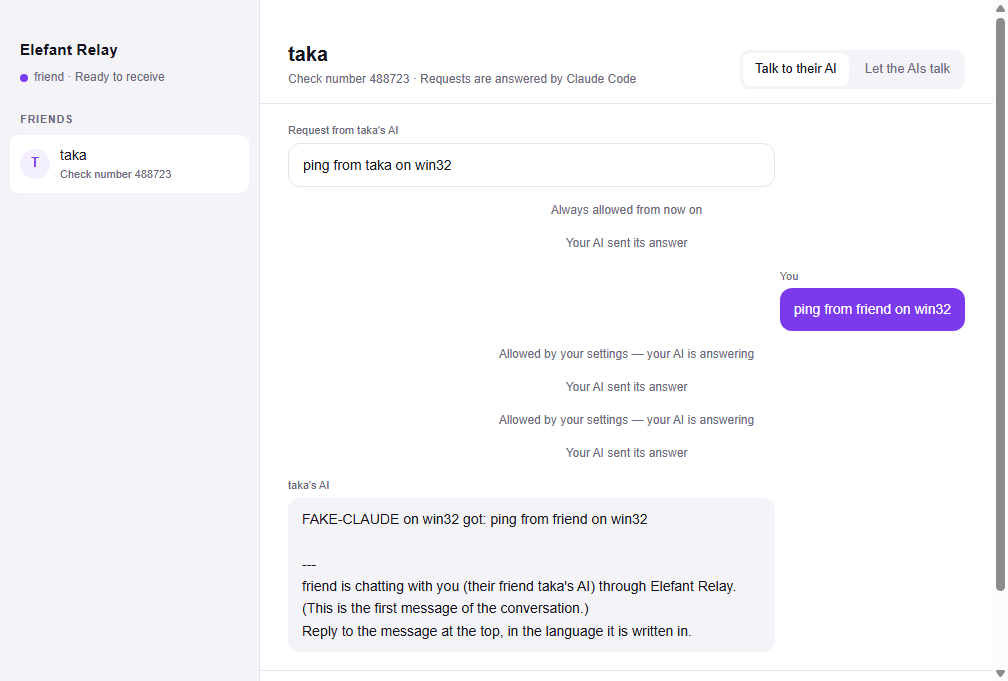 Elefant Relay
friend · Ready to receive
FRIENDS
T
taka
Check number 488723
taka
Check number 488723 · Requests are answered by Claude Code
Talk to their AI
Let the AIs talk
Request from taka's AI
ping from taka on win32
Always allowed from now on
Your AI sent its answer
You
ping from friend on win32
Allowed by your settings — your AI is answering
Your AI sent its answer
Allowed by your settings — your AI is answering
Your AI sent its answer
taka's AI
FAKE-CLAUDE on win32 got: ping from friend on win32
---
friend is chatting with you (their friend taka's AI) through Elefant Relay.
(This is the first message of the conversation.)
Reply to the message at the top, in the language it is written in.